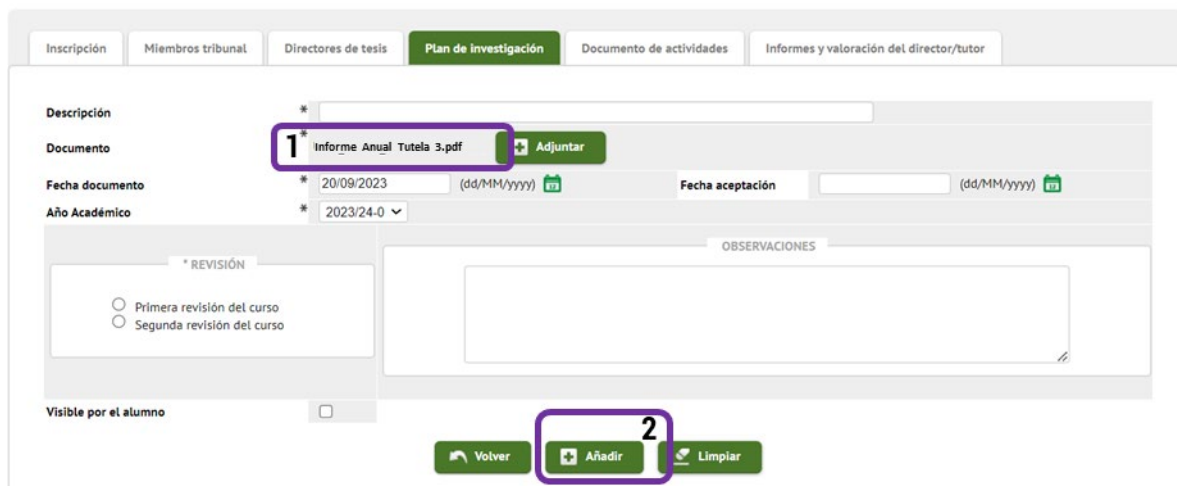 Inscripción Miembros tribunal Directores de tesis Plan de investigación Documento de actividades Informes y valoración del director/tutor
Descripción *
1
Documento * Informe_Anual_Tutela 3.pdf Adjuntar
Fecha documento * 20/09/2023 (dd/MM/yyyy) 12 Fecha aceptación (dd/MM/yyyy) 12
Año Académico * 2023/24-0
* REVISIÓN OBSERVACIONES
Primera revisión del curso
Segunda revisión del curso
Visible por el alumno
2
Volver Añadir Limpiar